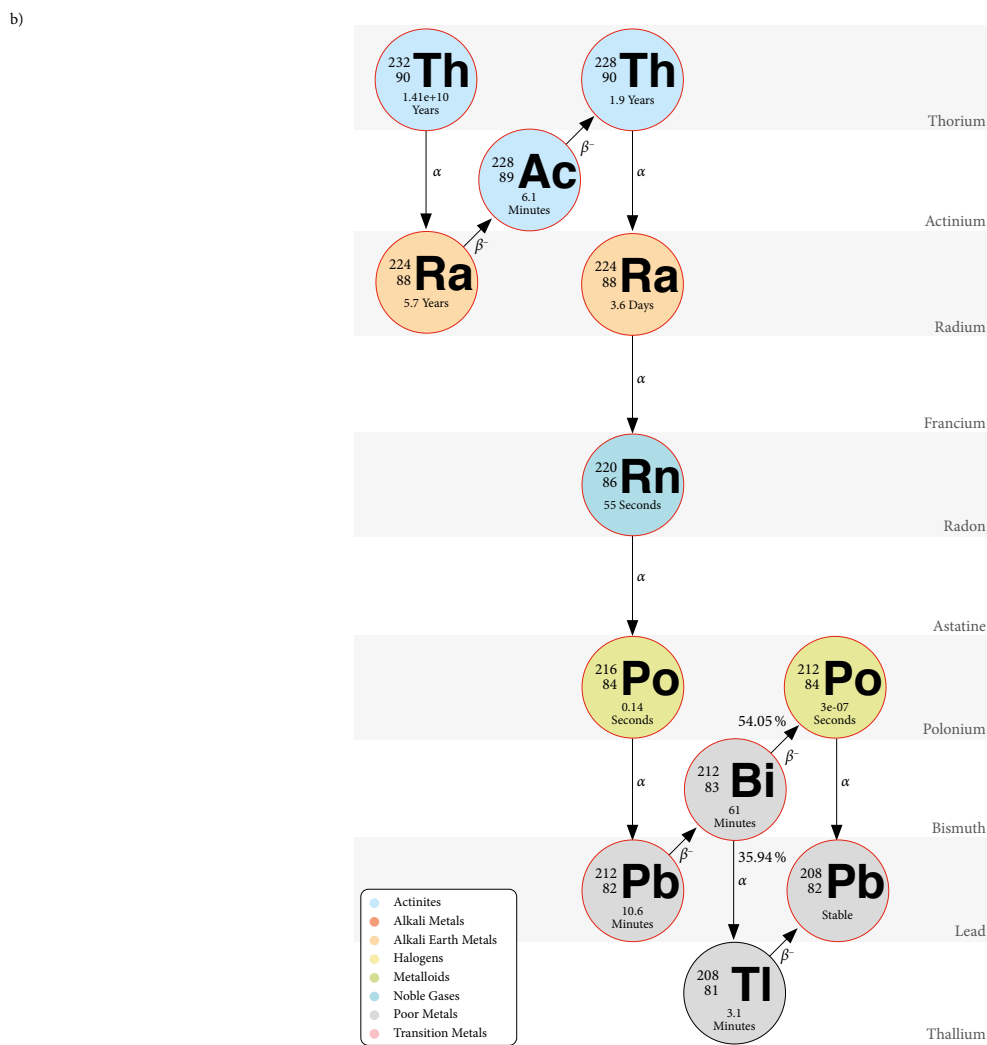 b)
232
90
Th
1.41e+10
Years
228
90
Th
1.9 Years
Thorium
α
β⁻
α
228
89
Ac
6.1
Minutes
Actinium
β⁻
224
88
Ra
5.7 Years
224
88
Ra
3.6 Days
Radium
α
Francium
220
86
Rn
55 Seconds
Radon
α
Astatine
216
84
Po
0.14
Seconds
212
84
Po
3e-07
Seconds
Polonium
54.05 %
β⁻
α
α
212
83
Bi
61
Minutes
Bismuth
β⁻
35.94 %
α
212
82
Pb
10.6
Minutes
208
82
Pb
Stable
Lead
β⁻
208
81
Tl
3.1
Minutes
Thallium
Actinites
Alkali Metals
Alkali Earth Metals
Halogens
Metalloids
Noble Gases
Poor Metals
Transition Metals